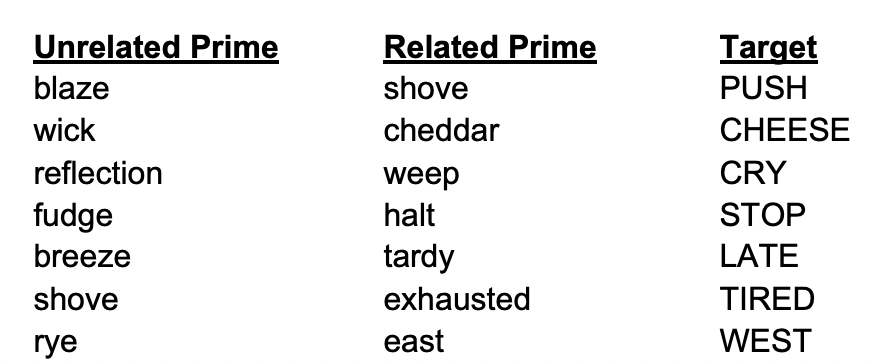 Unrelated Prime Related Prime Target
blaze shove PUSH
wick cheddar CHEESE
reflection weep CRY
fudge halt STOP
breeze tardy LATE
shove exhausted TIRED
rye east WEST